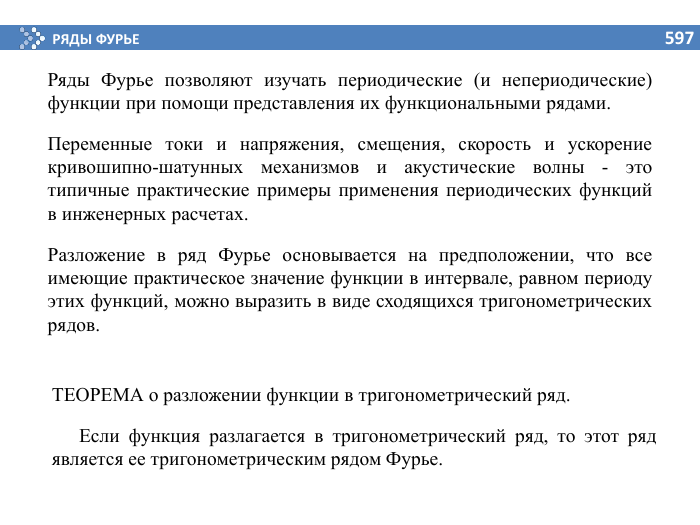 РЯДЫ ФУРЬЕ
597
Ряды Фурье позволяют изучать периодические (и непериодические)
функции при помощи представления их функциональными рядами.
Переменные токи и напряжения, смещения, скорость и ускорение
кривошипно-шатунных механизмов и акустические волны - это
типичные практические примеры применения периодических функций
в инженерных расчетах.
Разложение в ряд Фурье основывается на предположении, что все
имеющие практическое значение функции в интервале, равном периоду
этих функций, можно выразить в виде сходящихся тригонометрических
рядов.
ТЕОРЕМА о разложении функции в тригонометрический ряд.
Если функция разлагается в тригонометрический ряд, то этот ряд
является ее тригонометрическим рядом Фурье.